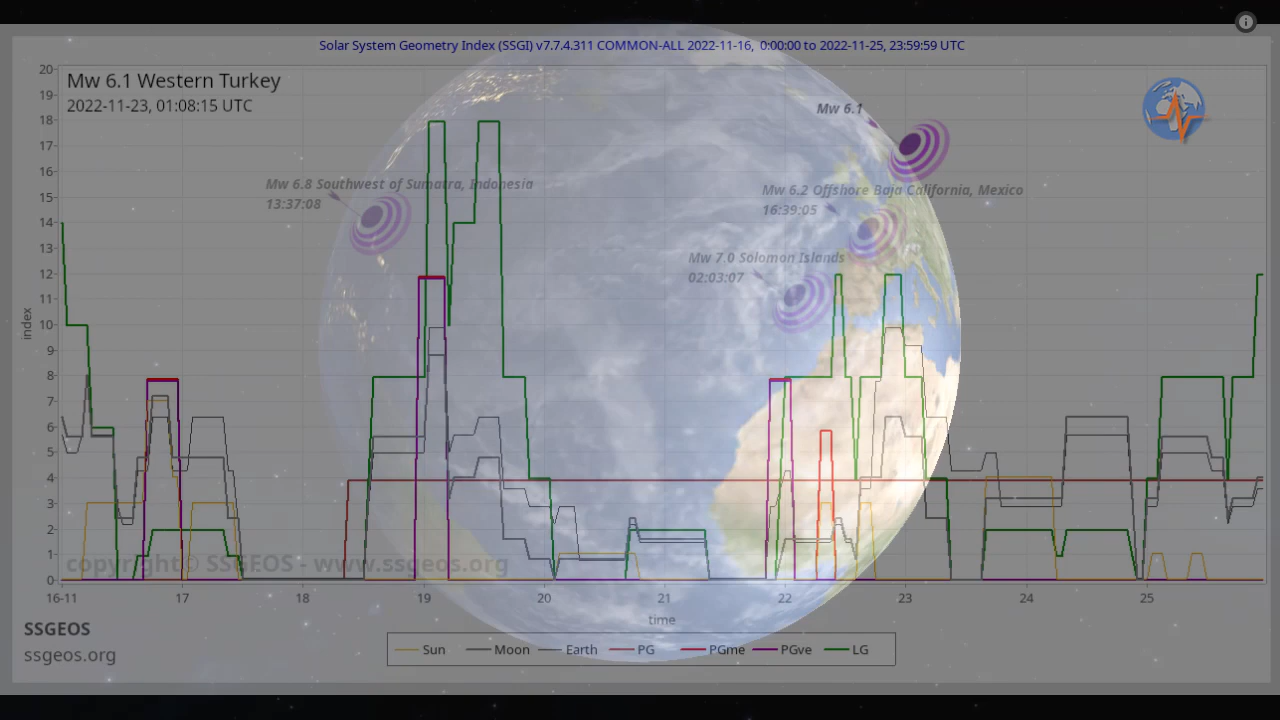 Solar System Geometry Index (SSGI) v7.7.4.311 COMMON-ALL 2022-11-16, 0:00:00 to 2022-11-25, 23:59:59 UTC
Mw 6.1 Western Turkey
2022-11-23, 01:08:15 UTC
Mw 6.1
Mw 6.8 Southwest of Sumatra, Indonesia
13:37:08
Mw 6.2 Offshore Baja California, Mexico
16:39:05
Mw 7.0 Solomon Islands
02:03:07
index
20
19
18
17
16
15
14
13
12
11
10
9
8
7
6
5
4
3
2
1
0
copyright © SSGEOS - www.ssgeos.org
16-11 17 18 19 20 21 22 23 24 25
time
SSGEOS
ssgeos.org
Sun Moon Earth PG PGme PGve LG